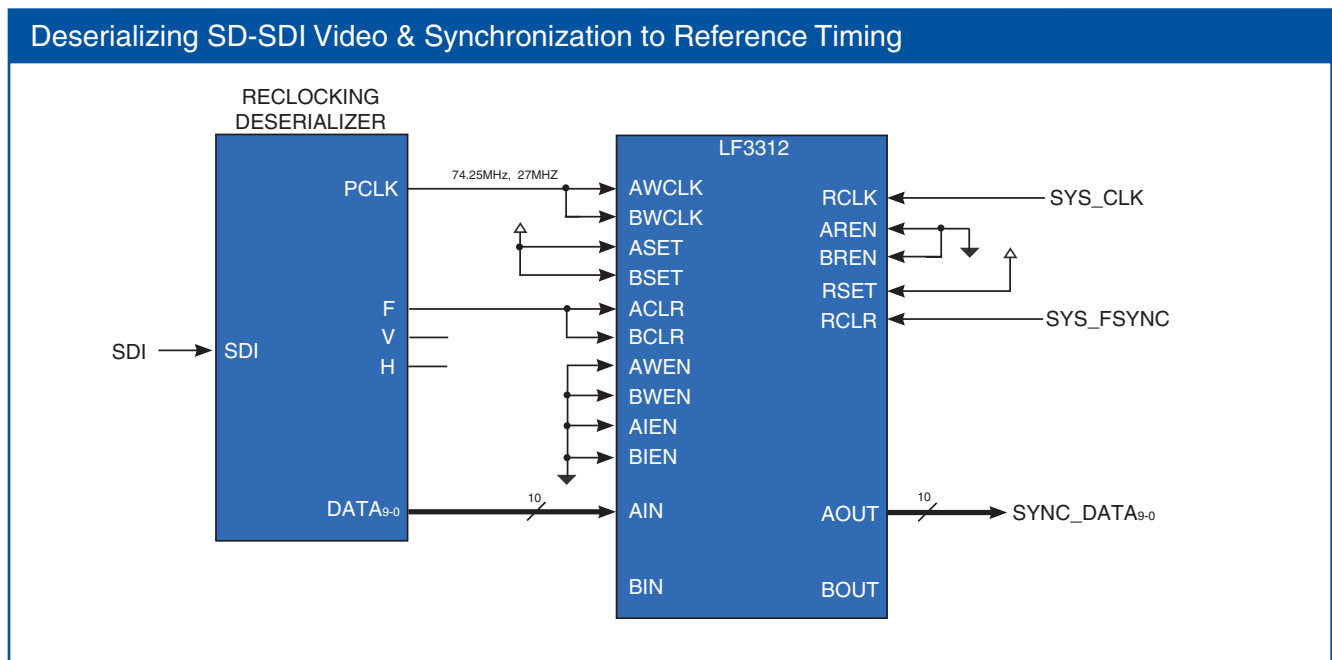 Deserializing SD-SDI Video & Synchronization to Reference Timing
RECLOCKING
DESERIALIZER
LF3312
PCLK
74.25MHz, 27MHZ
AWCLK
BWCLK
ASET
BSET
F
ACLR
V
BCLR
H
AWEN
BWEN
AIEN
BIEN
SDI
SDI
DATA9-0
10
AIN
BIN
RCLK
SYS_CLK
AREN
BREN
RSET
RCLR
SYS_FSYNC
AOUT
10
SYNC_DATA9-0
BOUT